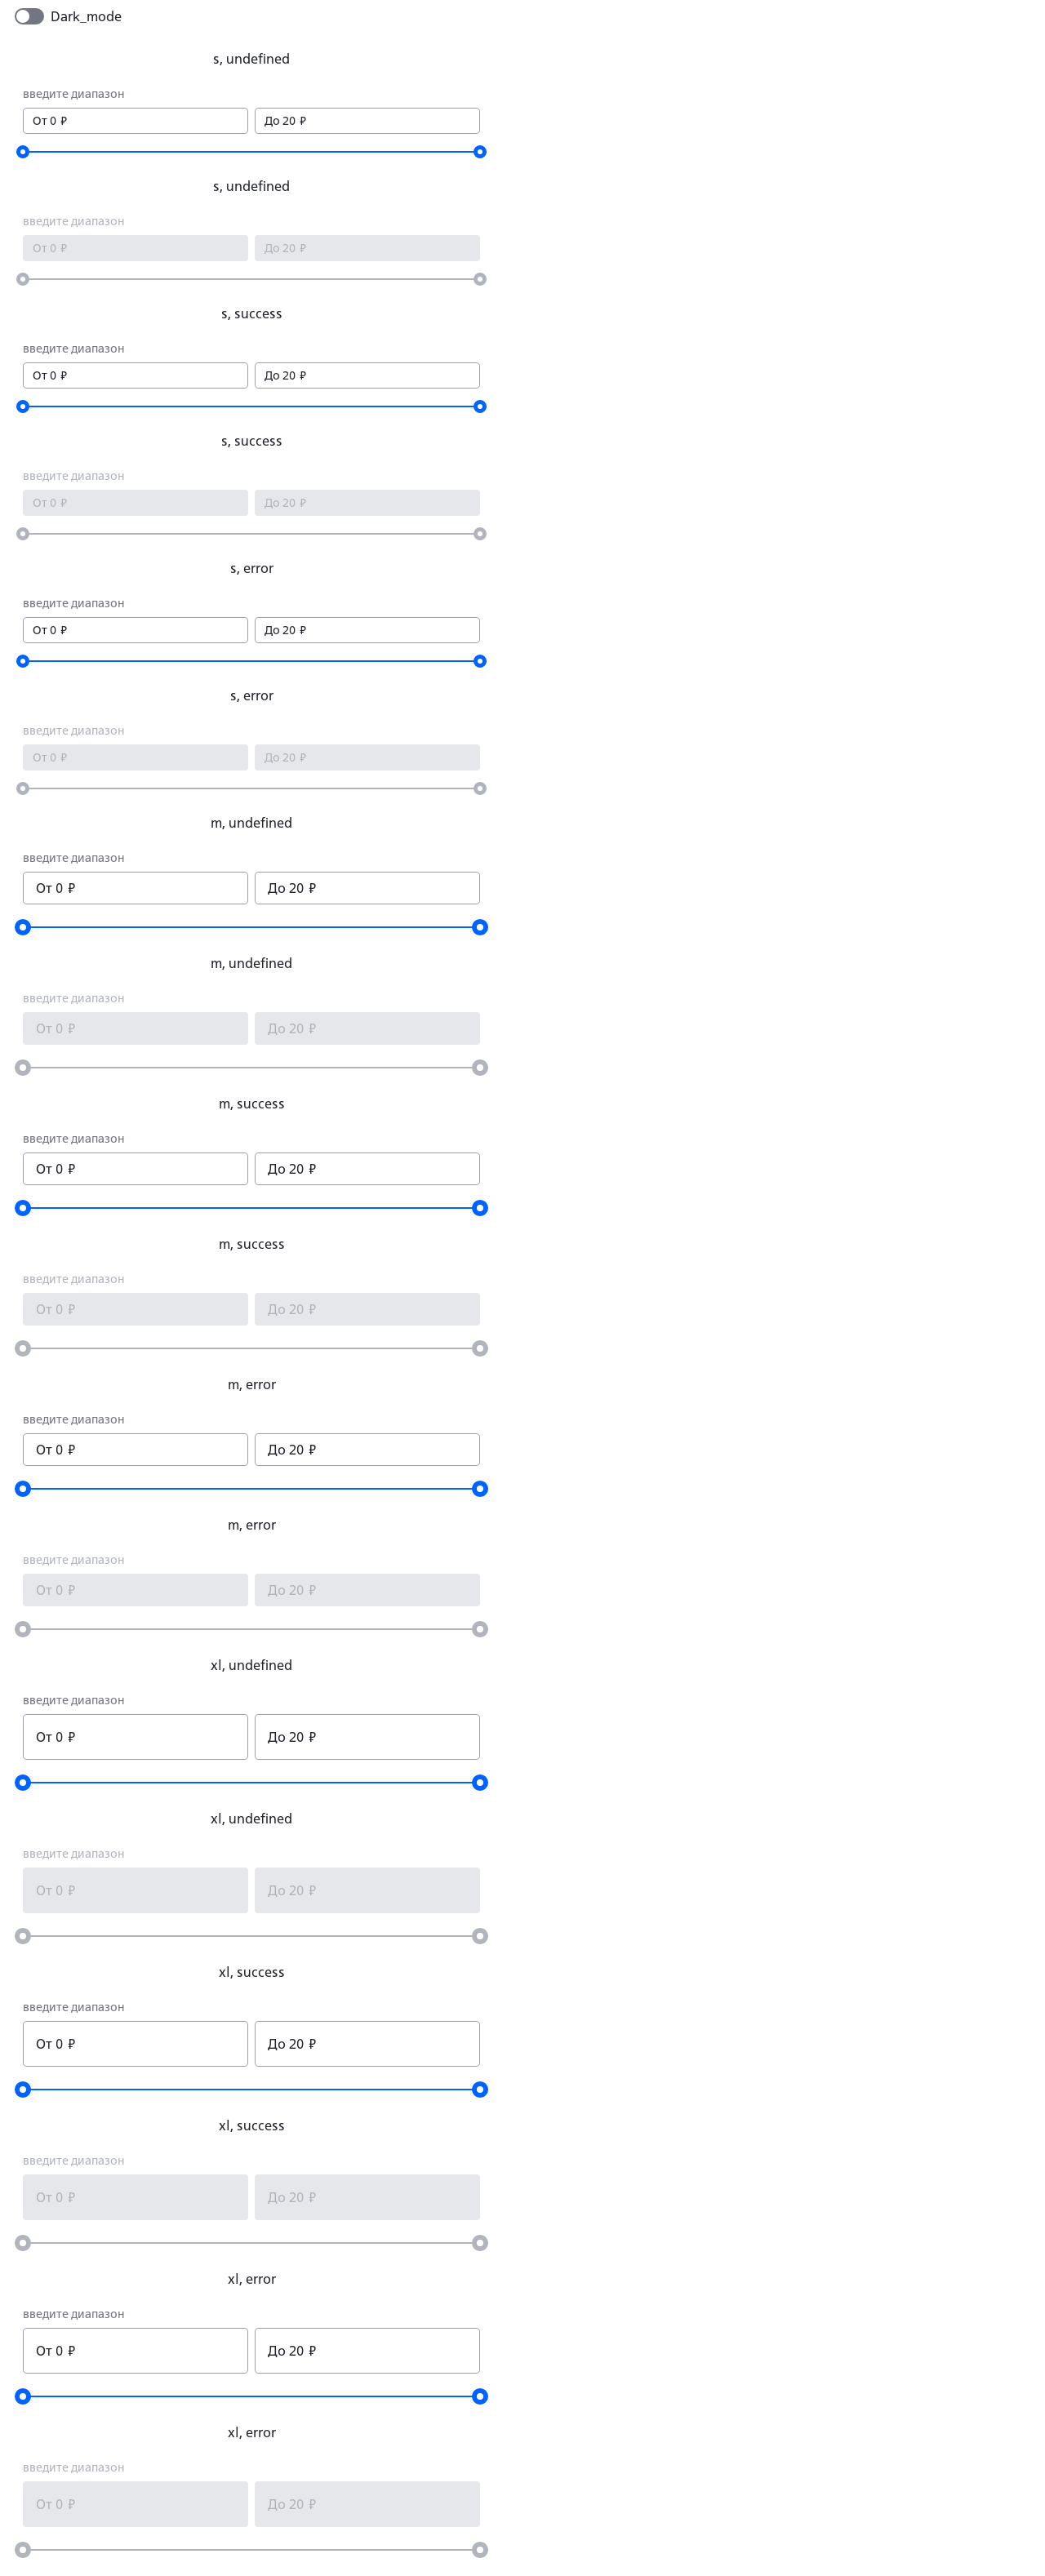 Dark_mode
s, undefined
введите диапазон
От 0 ₽ До 20 ₽
s, undefined
введите диапазон
От 0 ₽ До 20 ₽
s, success
введите диапазон
От 0 ₽ До 20 ₽
s, success
введите диапазон
От 0 ₽ До 20 ₽
s, error
введите диапазон
От 0 ₽ До 20 ₽
s, error
введите диапазон
От 0 ₽ До 20 ₽
m, undefined
введите диапазон
От 0 ₽ До 20 ₽
m, undefined
введите диапазон
От 0 ₽ До 20 ₽
m, success
введите диапазон
От 0 ₽ До 20 ₽
m, success
введите диапазон
От 0 ₽ До 20 ₽
m, error
введите диапазон
От 0 ₽ До 20 ₽
m, error
введите диапазон
От 0 ₽ До 20 ₽
xl, undefined
введите диапазон
От 0 ₽ До 20 ₽
xl, undefined
введите диапазон
От 0 ₽ До 20 ₽
xl, success
введите диапазон
От 0 ₽ До 20 ₽
xl, success
введите диапазон
От 0 ₽ До 20 ₽
xl, error
введите диапазон
От 0 ₽ До 20 ₽
xl, error
введите диапазон
От 0 ₽ До 20 ₽